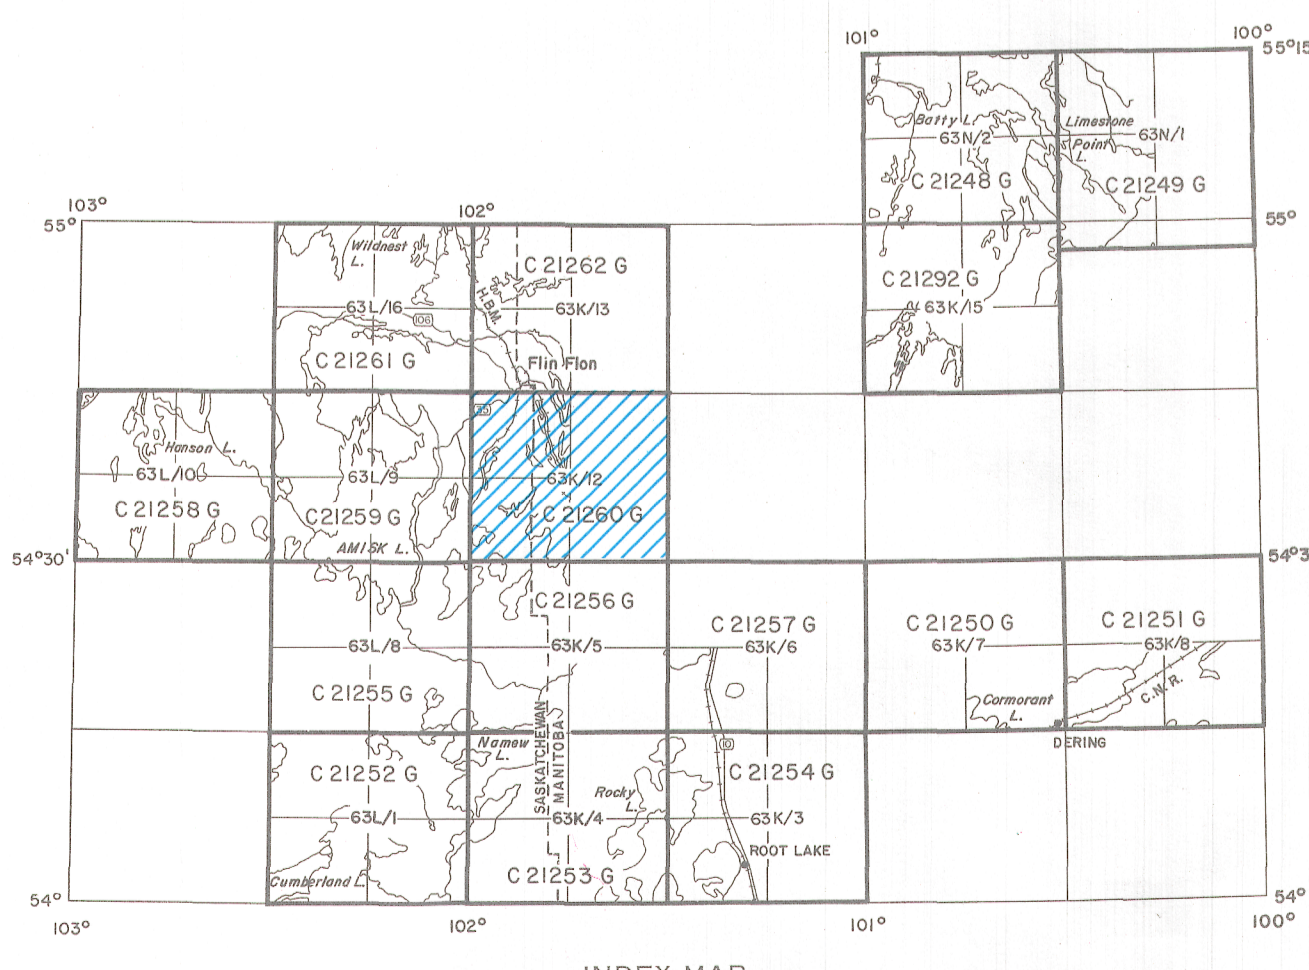 101°
100°
55°15
Batty L.
Limestone
63N/2
63N/1
Point
L.
C 21248 G
C 21249 G
103°
102°
55°
55°
Wildnest
L.
C 21262 G
C 21292 G
H.B.M.
63L/16
63K/13
63K/15
106
C 21261 G
Flin Flon
35
Hanson L.
63L/10
63L/9
63K/12
C 21258 G
C 21259 G
C 21260 G
AMISK L.
54°30'
54°3
C 21256 G
C 21257 G
C 21250 G
C 21251 G
63L/8
63K/5
63K/6
63K/7
63K/8
C 21255 G
Cormorant
L.
C.N.R.
SASKATCHEWAN
MANITOBA
Namew
L.
10
DERING
C 21252 G
C 21254 G
Rocky
L.
63L/1
63K/4
63K/3
ROOT LAKE
C 21253 G
Cumberland L.
54°
54°
103°
102°
101°
100°
INDEX MAP